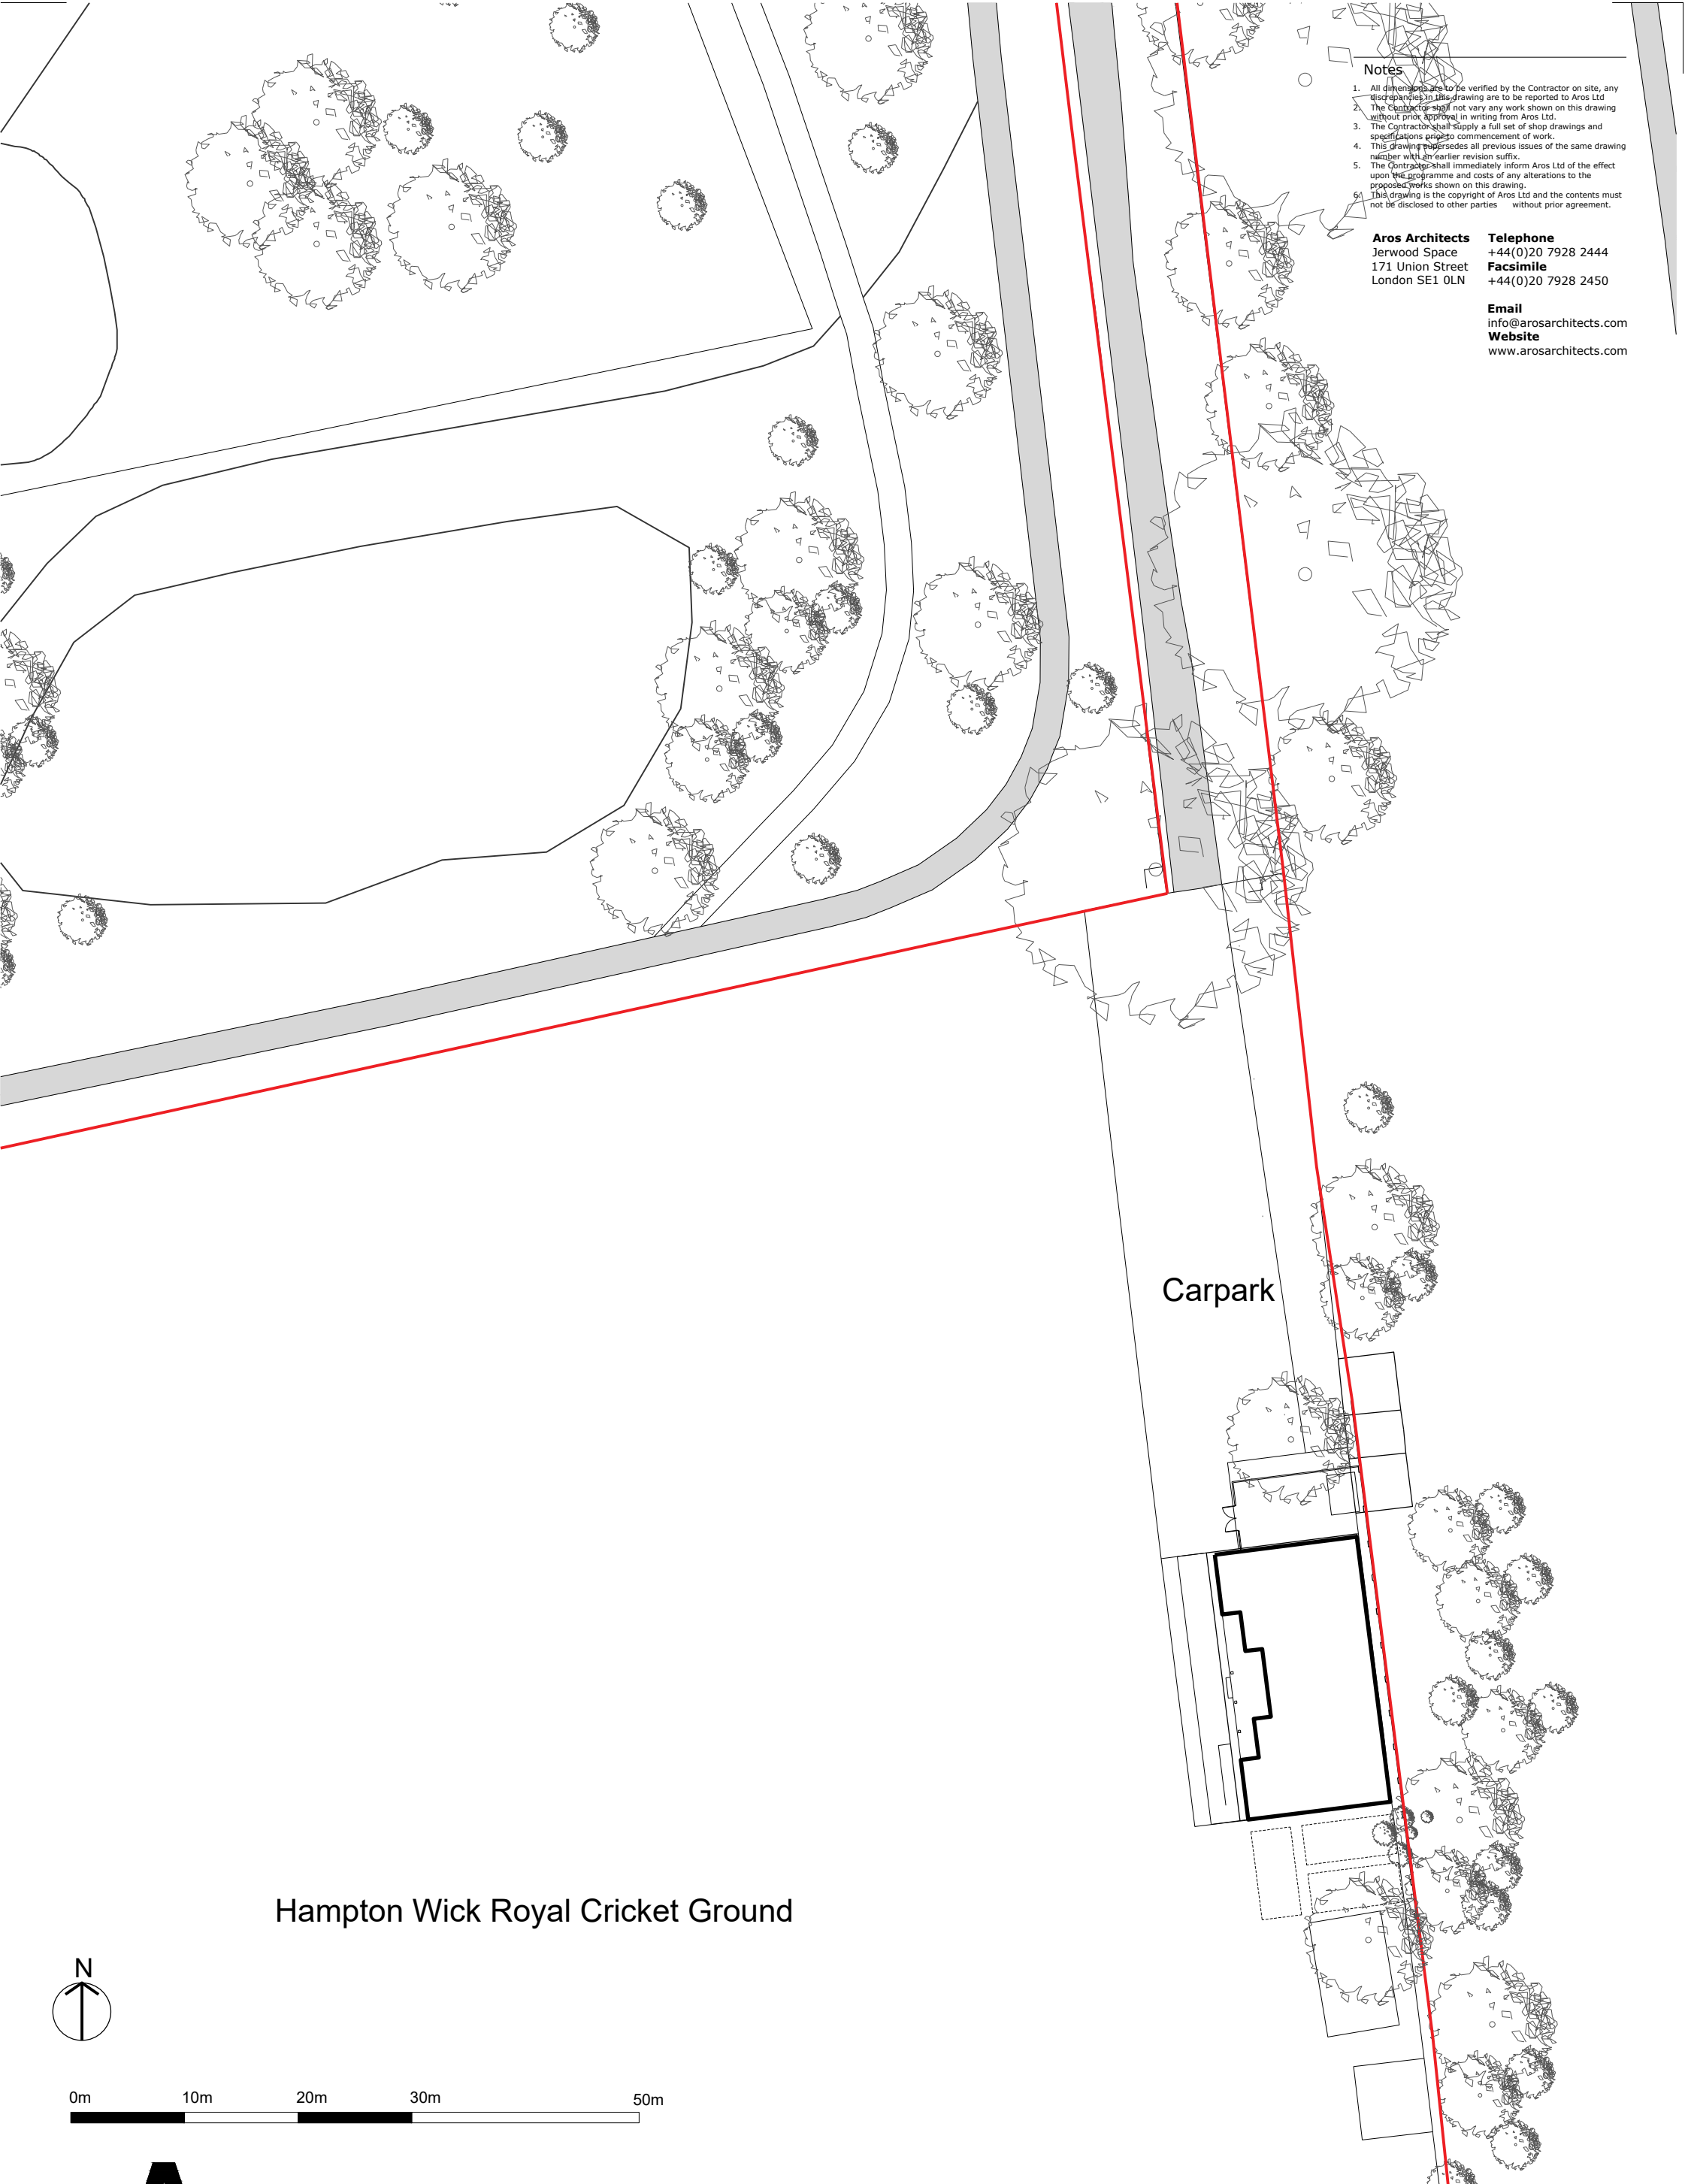 Notes
1. All dimensions are to be verified by the Contractor on site, any
discrepancies in this drawing are to be reported to Aros Ltd
2. The Contractor shall not vary any work shown on this drawing
without prior approval in writing from Aros Ltd.
3. The Contractor shall supply a full set of shop drawings and
specifications prior to commencement of work.
4. This drawing supersedes all previous issues of the same drawing
number with an earlier revision suffix.
5. The Contractor shall immediately inform Aros Ltd of the effect
upon the programme and costs of any alterations to the
proposed works shown on this drawing.
6. This drawing is the copyright of Aros Ltd and the contents must
not be disclosed to other parties without prior agreement.
Aros Architects
Jerwood Space
171 Union Street
London SE1 0LN
Telephone
+44(0)20 7928 2444
Facsimile
+44(0)20 7928 2450
Email
info@arosarchitects.com
Website
www.arosarchitects.com
Carpark
Hampton Wick Royal Cricket Ground
N
0m 10m 20m 30m 50m